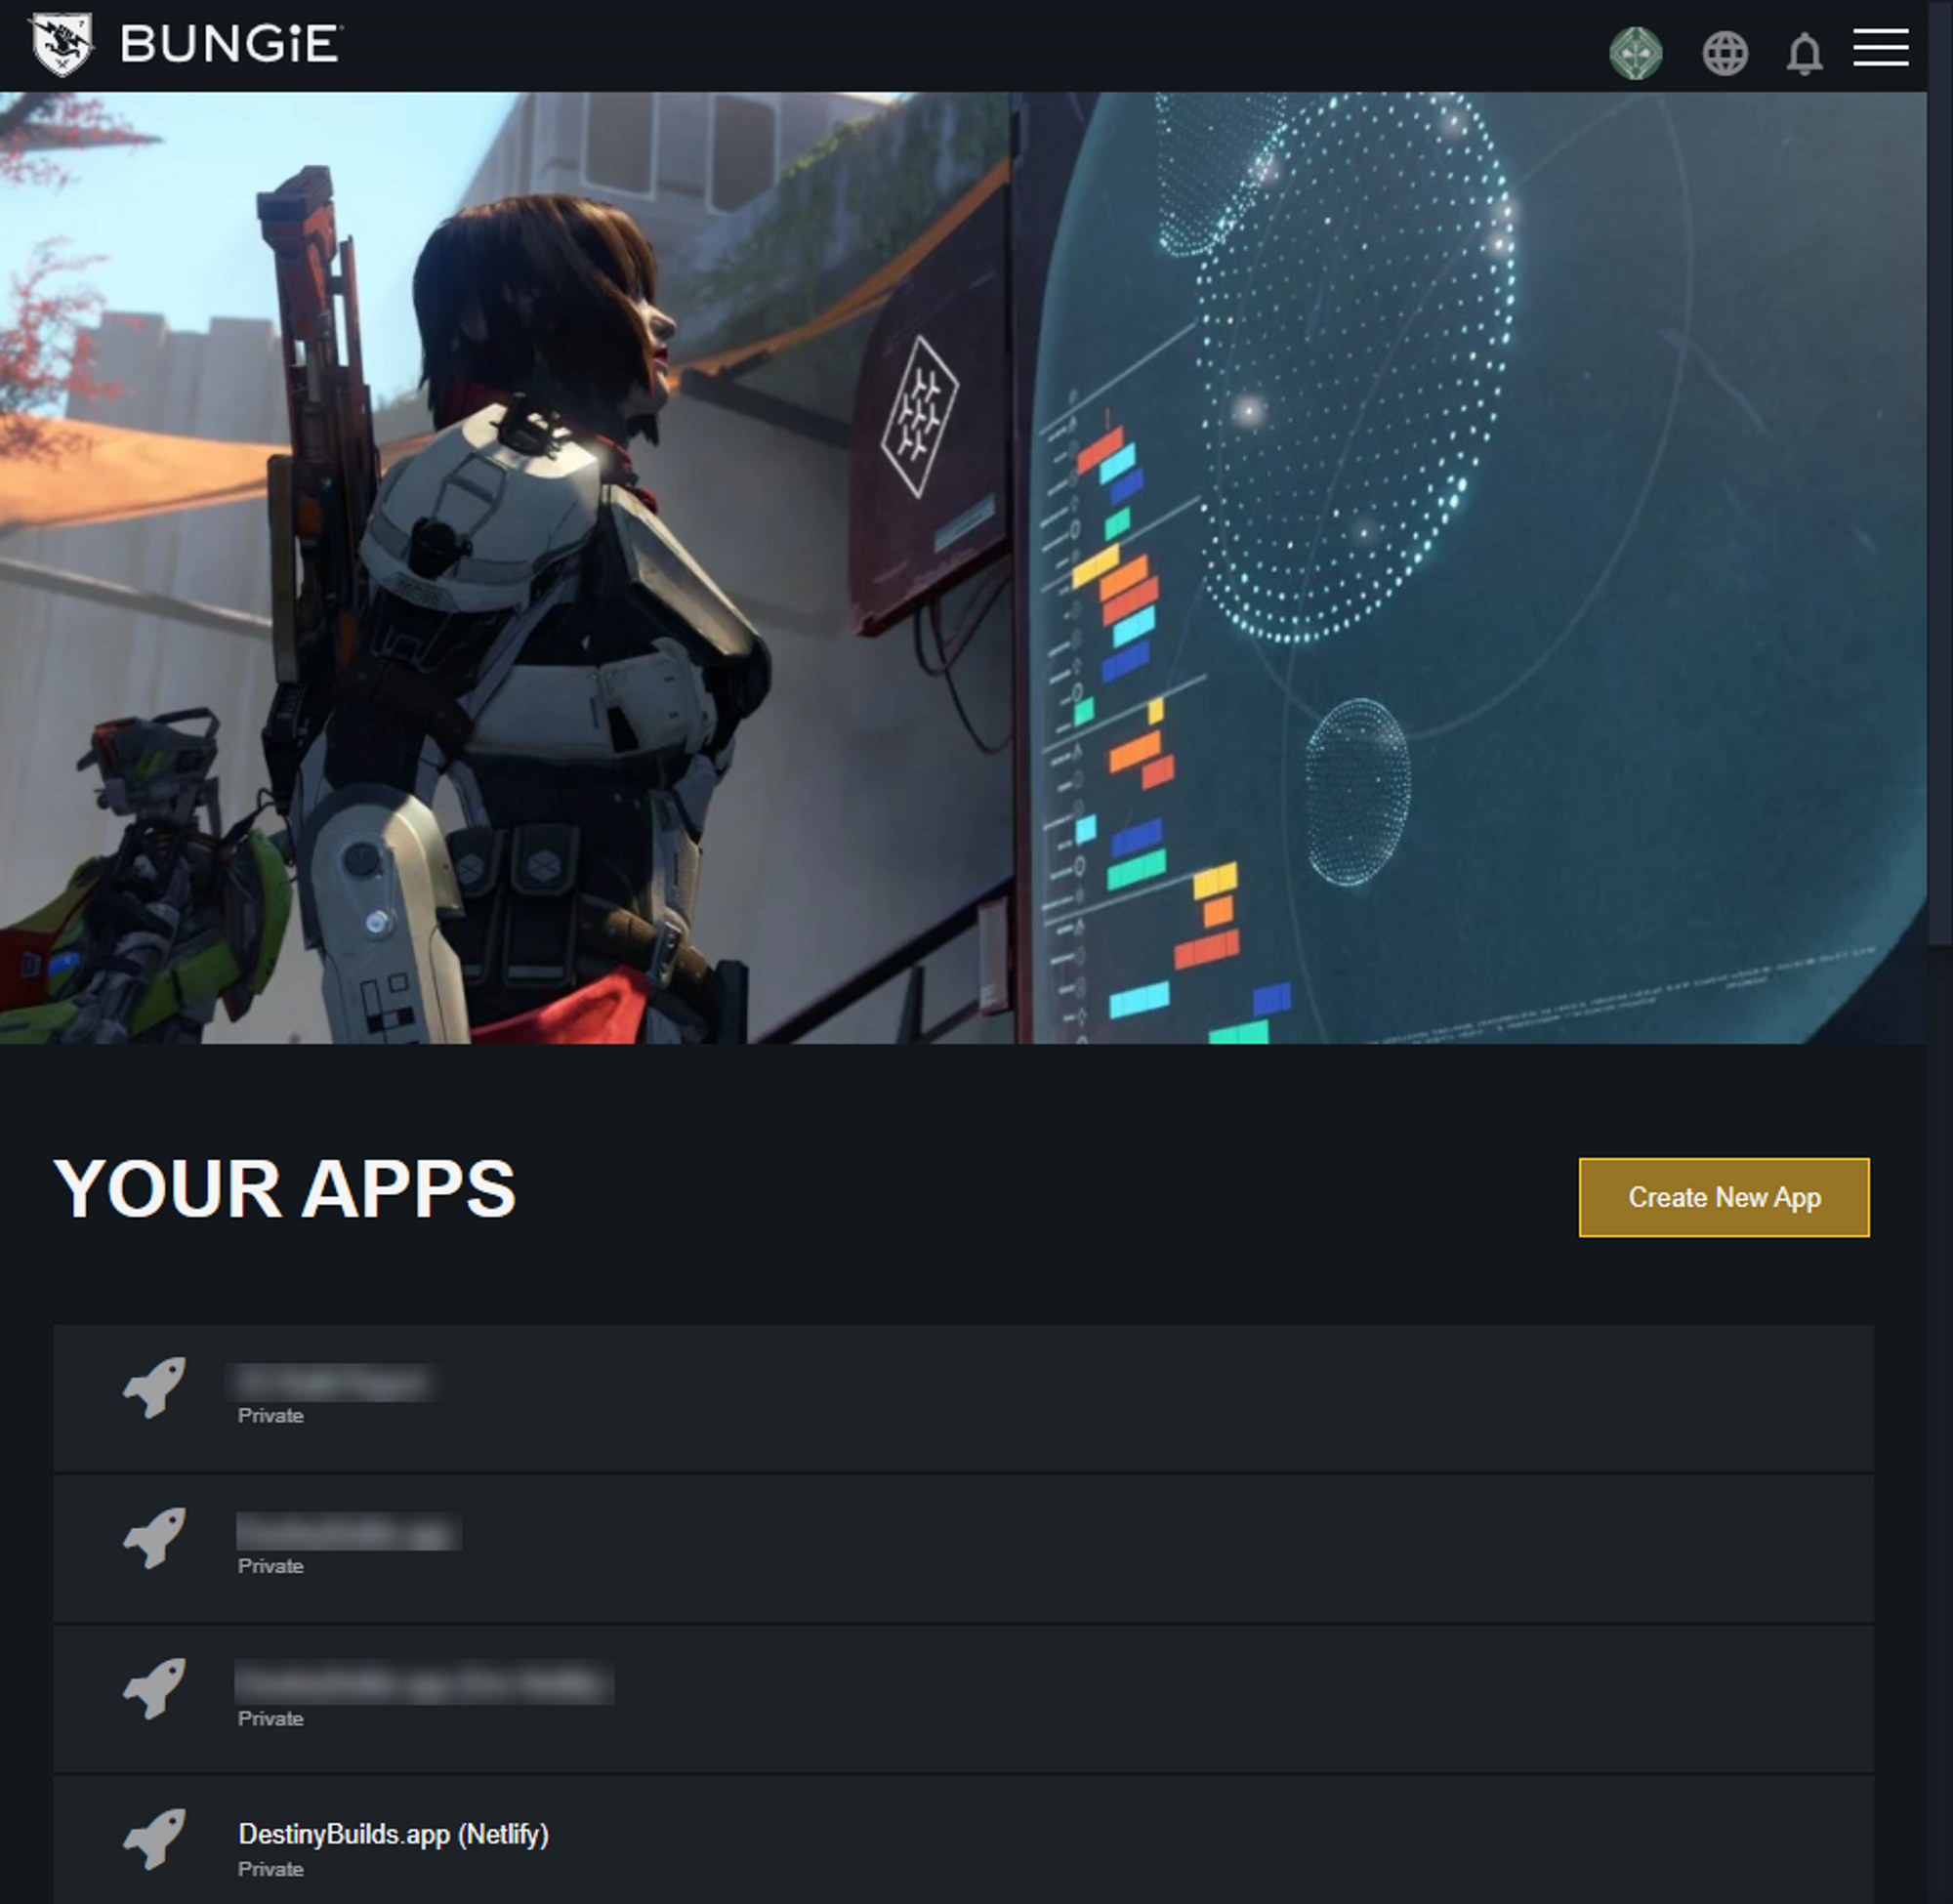 BUNGiE
YOUR APPS
Create New App
Private
Private
Private
DestinyBuilds.app (Netlify)
Private